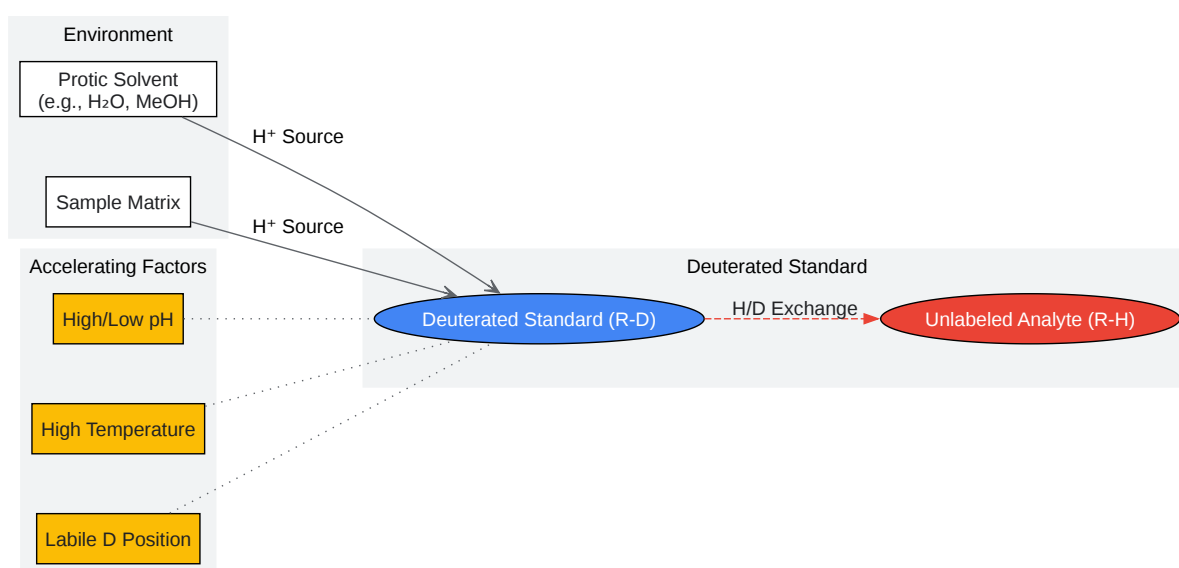 Environment
Protic Solvent
(e.g., H₂O, MeOH)
H⁺ Source
Sample Matrix
H⁺ Source
Accelerating Factors
Deuterated Standard
High/Low pH
Deuterated Standard (R-D)
H/D Exchange
Unlabeled Analyte (R-H)
High Temperature
Labile D Position